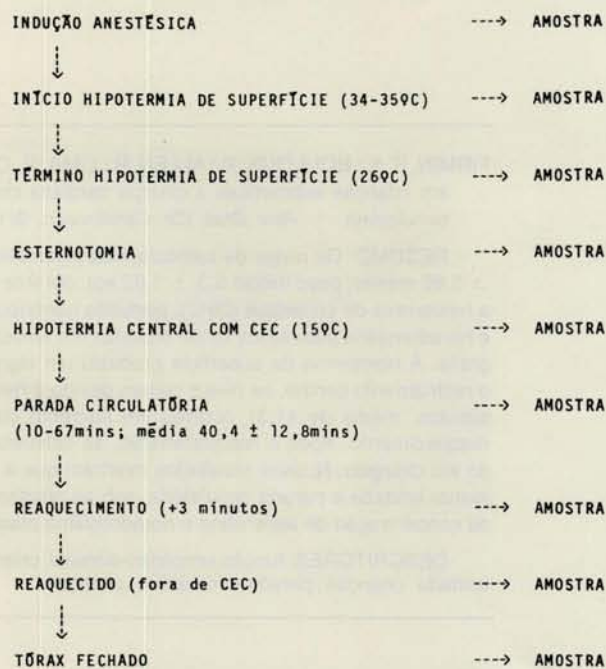 INDUÇÃO ANESTÉSICA ----> AMOSTRA
INÍCIO HIPOTERMIA DE SUPERFÍCIE (34-35ºC) ----> AMOSTRA
TÉRMINO HIPOTERMIA DE SUPERFÍCIE (26ºC) ----> AMOSTRA
ESTERNOTOMIA ----> AMOSTRA
HIPOTERMIA CENTRAL COM CEC (15ºC) ----> AMOSTRA
PARADA CIRCULATÓRIA ----> AMOSTRA
(10-67mins; média 40,4 ± 12,8mins)
REAQUECIMENTO (+3 minutos) ----> AMOSTRA
REAQUECIDO (fora de CEC) ----> AMOSTRA
TÓRAX FECHADO ----> AMOSTRA